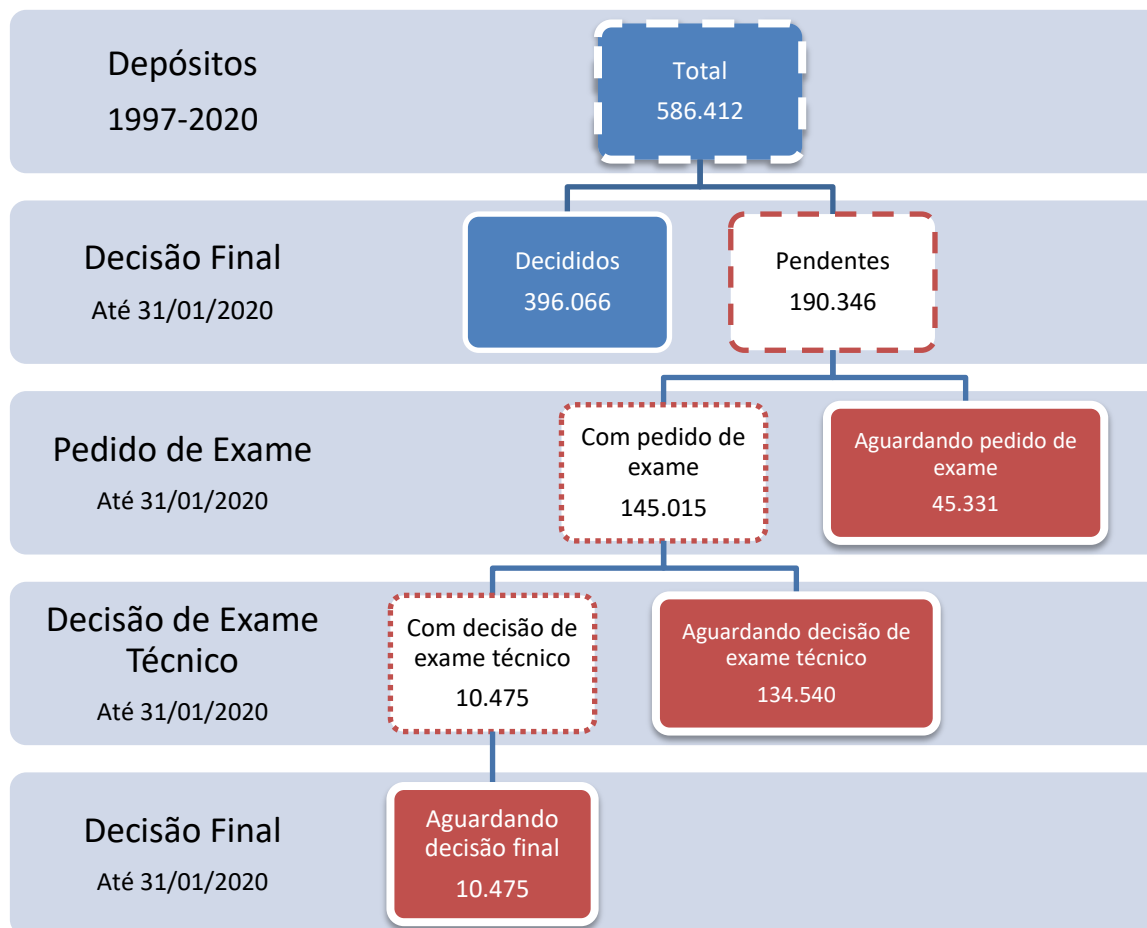 Depósitos
1997-2020
Total
586.412
Decisão Final
Até 31/01/2020
Decididos
396.066
Pendentes
190.346
Pedido de Exame
Até 31/01/2020
Com pedido de
exame
145.015
Aguardando pedido de
exame
45.331
Decisão de Exame
Técnico
Até 31/01/2020
Com decisão de
exame técnico
10.475
Aguardando decisão de
exame técnico
134.540
Decisão Final
Até 31/01/2020
Aguardando
decisão final
10.475